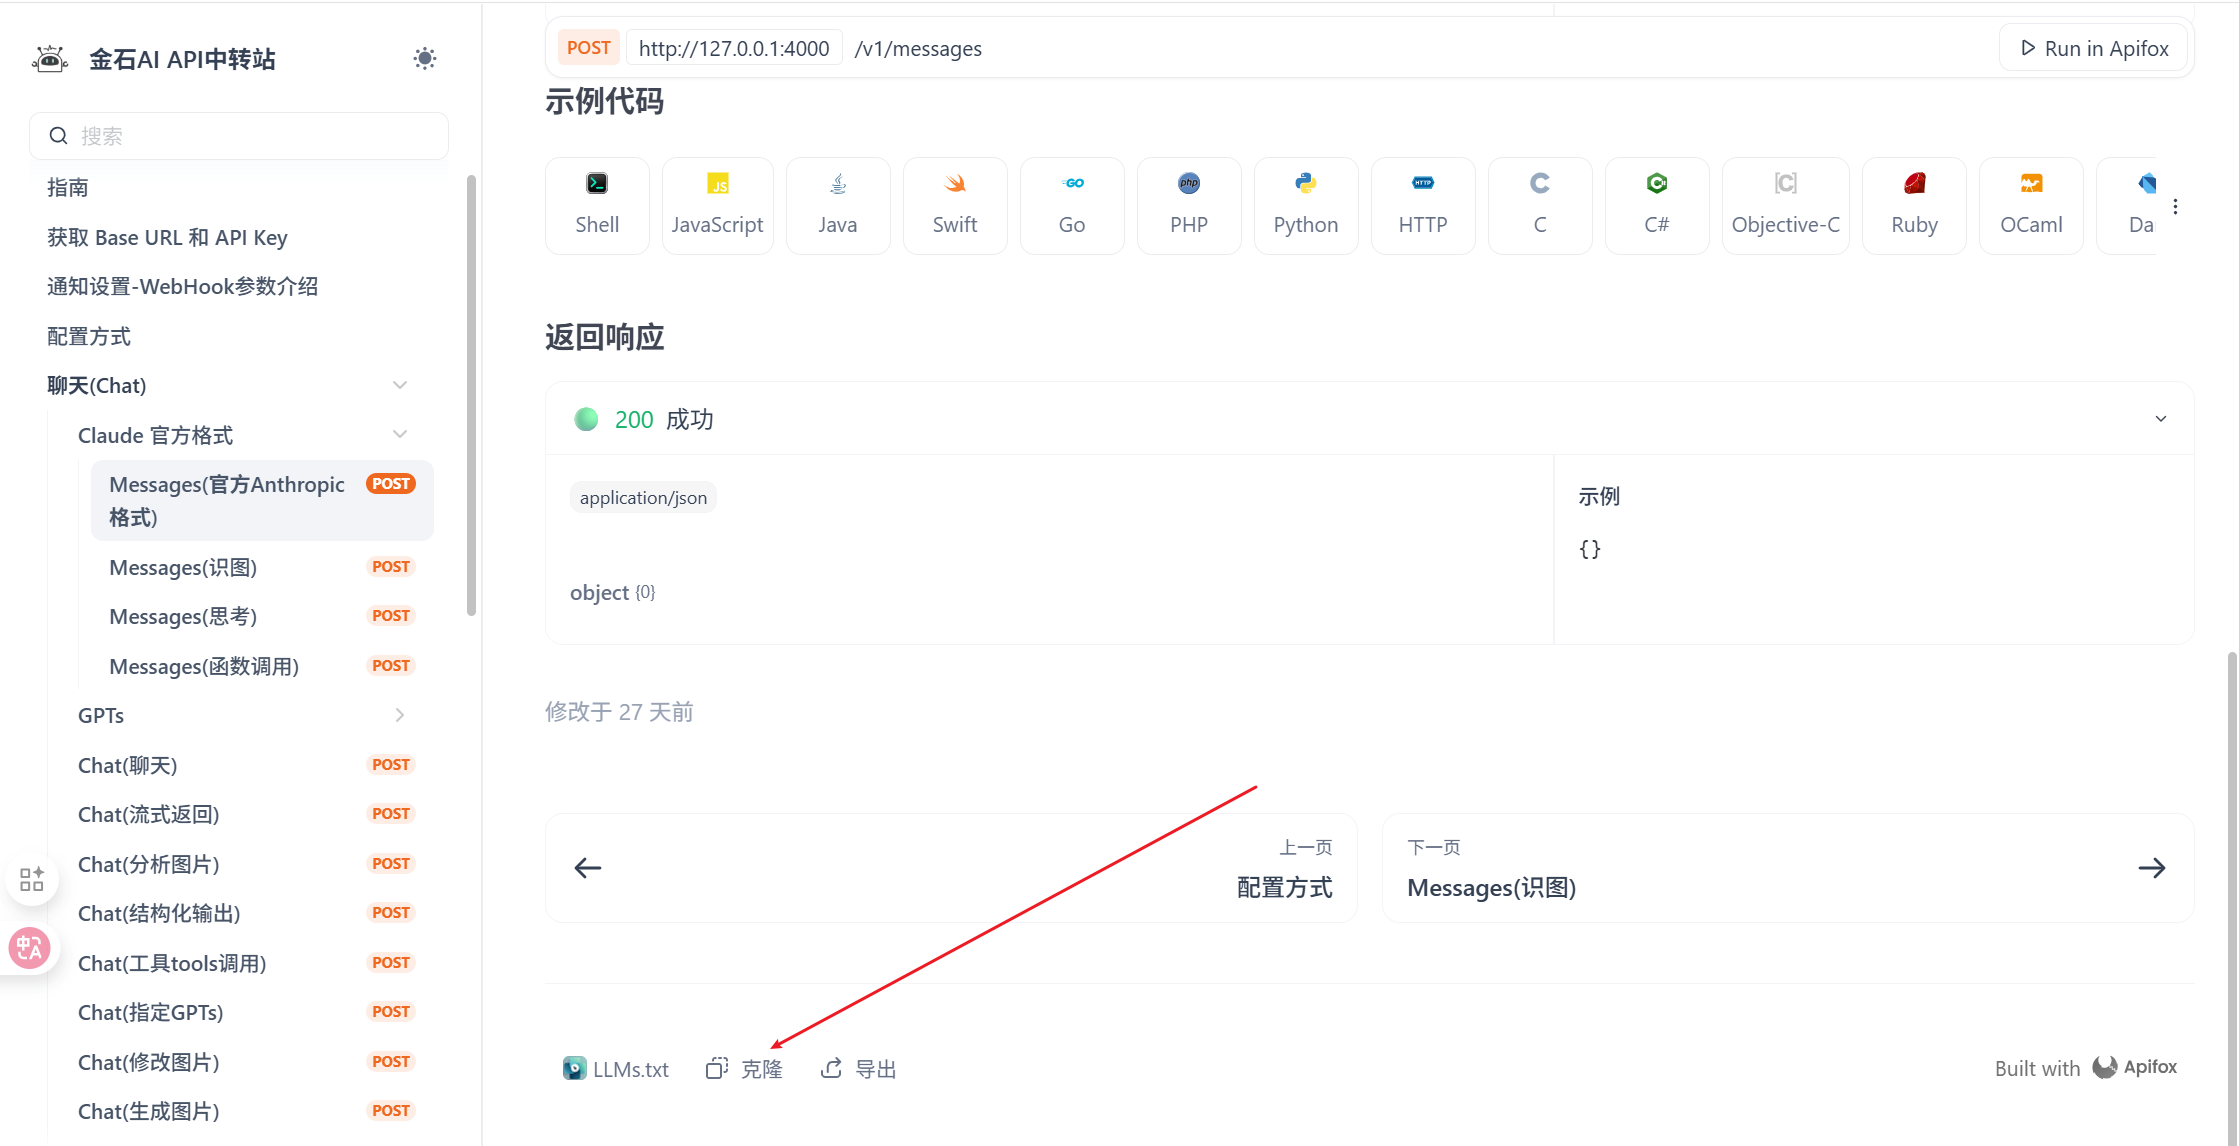 金石AI API中转站
搜索
指南
获取 Base URL 和 API Key
通知设置-WebHook参数介绍
配置方式
聊天(Chat)
Claude 官方格式
Messages(官方Anthropic
格式)
POST
Messages(识图)
POST
Messages(思考)
POST
Messages(函数调用)
POST
GPTs
Chat(聊天)
POST
Chat(流式返回)
POST
Chat(分析图片)
POST
Chat(结构化输出)
POST
Chat(工具tools调用)
POST
Chat(指定GPTs)
POST
Chat(修改图片)
POST
Chat(生成图片)
POST
POST http://127.0.0.1:4000 /v1/messages
Run in Apifox
示例代码
Shell
JS
JavaScript
Java
Swift
GO
Go
php
PHP
Python
HTTP
HTTP
C
C
C#
[C]
Objective-C
Ruby
OCaml
Da
返回响应
200 成功
application/json
object {0}
示例
{}
修改于 27 天前
上一页
配置方式
下一页
Messages(识图)
LLMs.txt
克隆
导出
Built with Apifox
中A